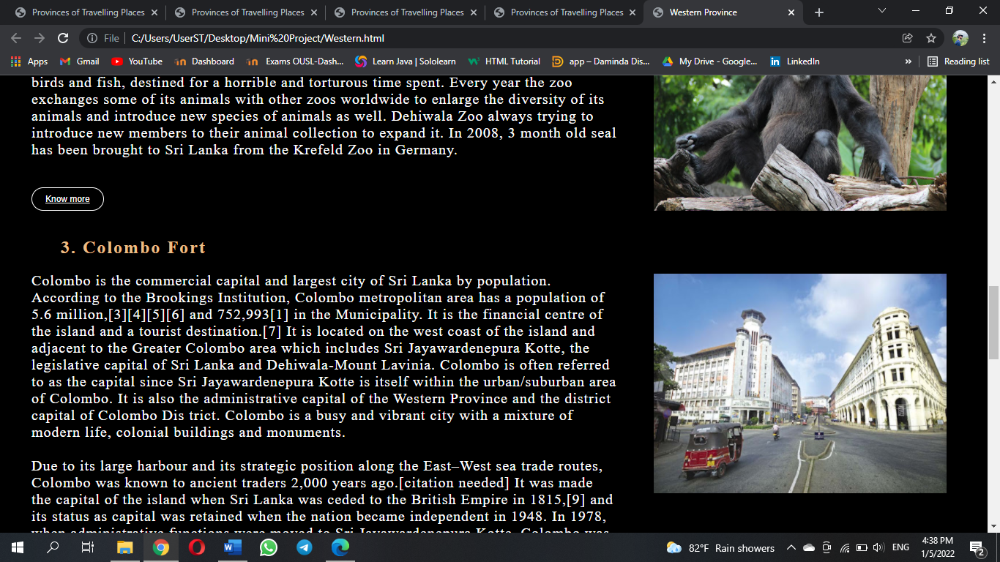 Provinces of Travelling Places
Provinces of Travelling Places
Provinces of Travelling Places
Provinces of Travelling Places
Western Province
File C:/Users/UserST/Desktop/Mini%20Project/Western.html
Apps Gmail YouTube Dashboard Exams OUSL-Dash... Learn Java | Sololearn HTML Tutorial app – Daminda Dis... My Drive - Google... LinkedIn » Reading list
birds and fish, destined for a horrible and torturous time spent. Every year the zoo
exchanges some of its animals with other zoos worldwide to enlarge the diversity of its
animals and introduce new species of animals as well. Dehiwala Zoo always trying to
introduce new members to their animal collection to expand it. In 2008, 3 month old seal
has been brought to Sri Lanka from the Krefeld Zoo in Germany.
Know more
3. Colombo Fort
Colombo is the commercial capital and largest city of Sri Lanka by population.
According to the Brookings Institution, Colombo metropolitan area has a population of
5.6 million,[3][4][5][6] and 752,993[1] in the Municipality. It is the financial centre of
the island and a tourist destination.[7] It is located on the west coast of the island and
adjacent to the Greater Colombo area which includes Sri Jayawardenepura Kotte, the
legislative capital of Sri Lanka and Dehiwala-Mount Lavinia. Colombo is often referred
to as the capital since Sri Jayawardenepura Kotte is itself within the urban/suburban area
of Colombo. It is also the administrative capital of the Western Province and the district
capital of Colombo Dis trict. Colombo is a busy and vibrant city with a mixture of
modern life, colonial buildings and monuments.
Due to its large harbour and its strategic position along the East–West sea trade routes,
Colombo was known to ancient traders 2,000 years ago.[citation needed] It was made
the capital of the island when Sri Lanka was ceded to the British Empire in 1815,[9] and
its status as capital was retained when the nation became independent in 1948. In 1978,
when administrative functions were moved to Sri Jayawardenepura Kotte, Colombo was
82°F Rain showers ENG 4:38 PM
1/5/2022
2